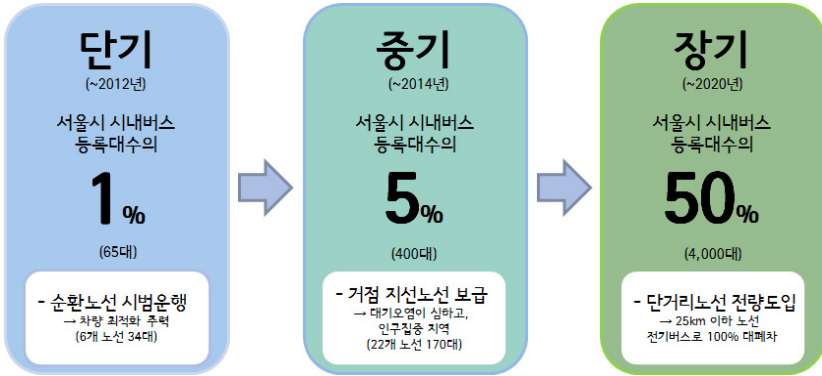 단기
(~2012년)
서울시 시내버스
등록대수의
1%
(65대)
- 순환노선 시범운행
→ 차량 최적화 주력
(6개 노선 34대)
중기
(~2014년)
서울시 시내버스
등록대수의
5%
(400대)
- 거점 지선노선 보급
→ 대기오염이 심하고,
인구집중 지역
(22개 노선 170대)
장기
(~2020년)
서울시 시내버스
등록대수의
50%
(4,000대)
- 단거리노선 전량도입
→ 25km 이하 노선
전기버스로 100% 대폐차